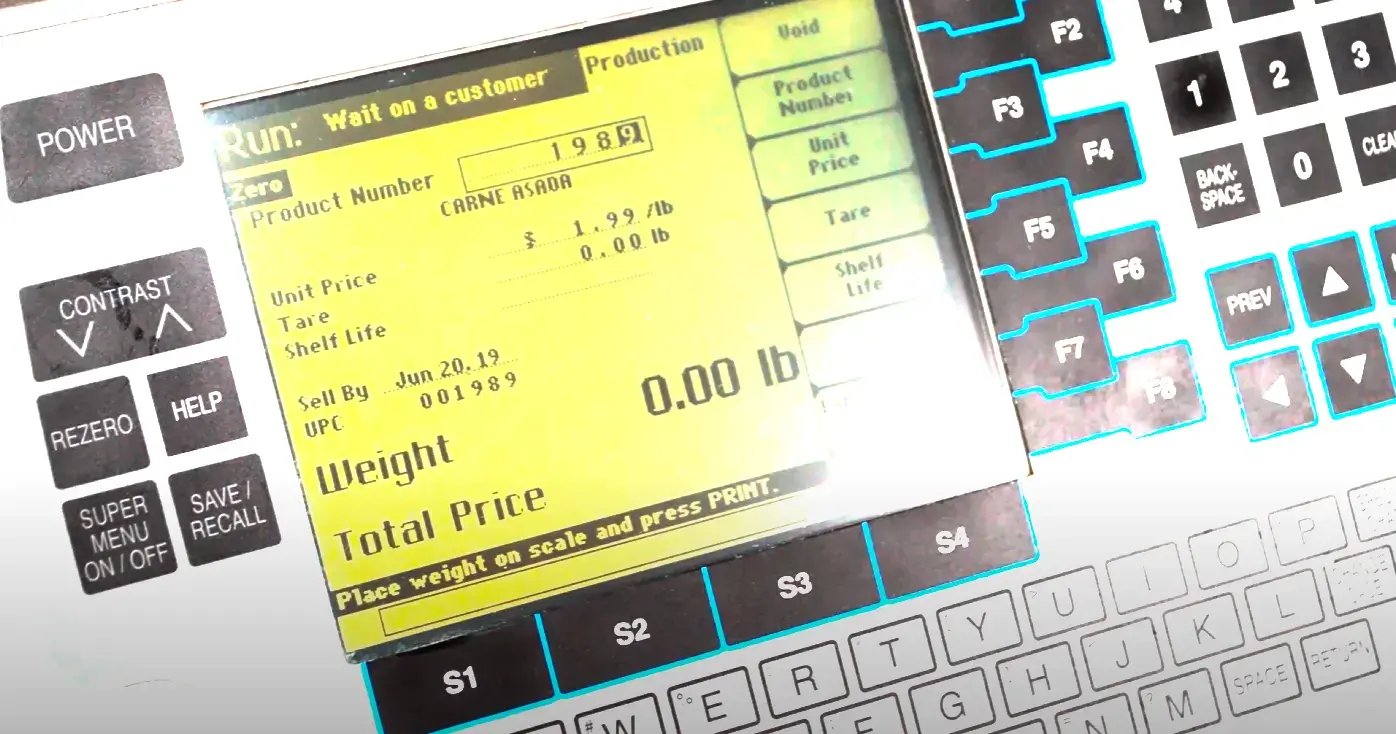 POWER
CONTRAST
REZERO
HELP
SUPER
MENU
ON / OFF
SAVE /
RECALL
Run: Wait on a customer
Production
Zero
Product Number 1989
CARNE ASADA
Unit Price $ 1.99 /lb
Tare 0.00 lb
Shelf Life
Sell By Jun 20.19
UPC 001989
Weight 0.00 lb
Total Price
Place weight on scale and press PRINT.
Void
Product
Number
Unit
Price
Tare
Shelf
Life
F2
F3
F4
F5
F6
F7
F8
4
1 2 3
BACK-
SPACE
0
PREV
S1 S2 S3 S4
# W E R T Y U I O P
F G H J K L
RETURN
N M SPACE